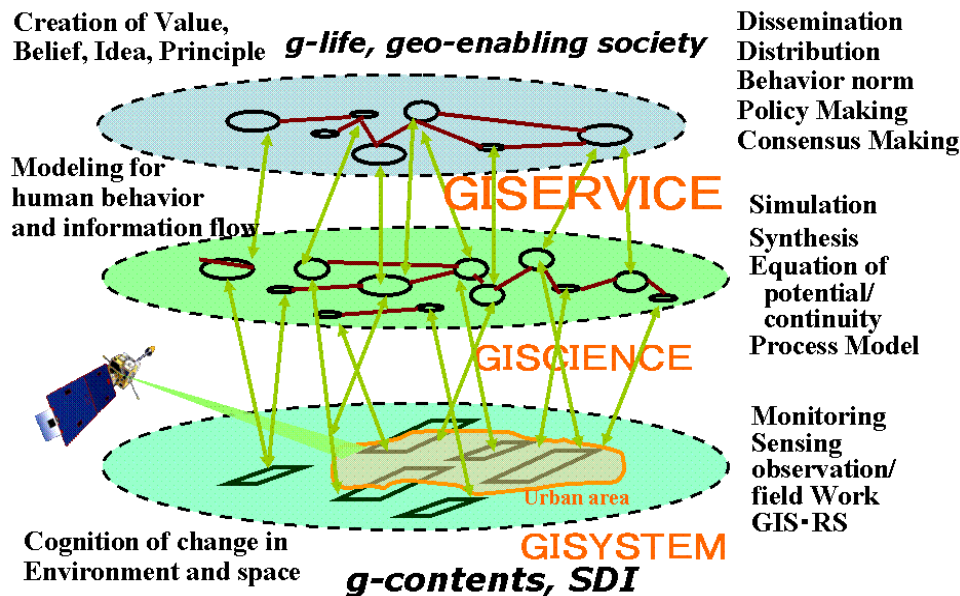 Creation of Value,
Belief, Idea, Principle
g-life, geo-enabling society
Dissemination
Distribution
Behavior norm
Policy Making
Consensus Making
Modeling for
human behavior
and information flow
GISERVICE
Simulation
Synthesis
Equation of
potential/
continuity
Process Model
GISCIENCE
Monitoring
Sensing
observation/
field Work
GIS・RS
Urban area
GISYSTEM
Cognition of change in
Environment and space
g-contents, SDI